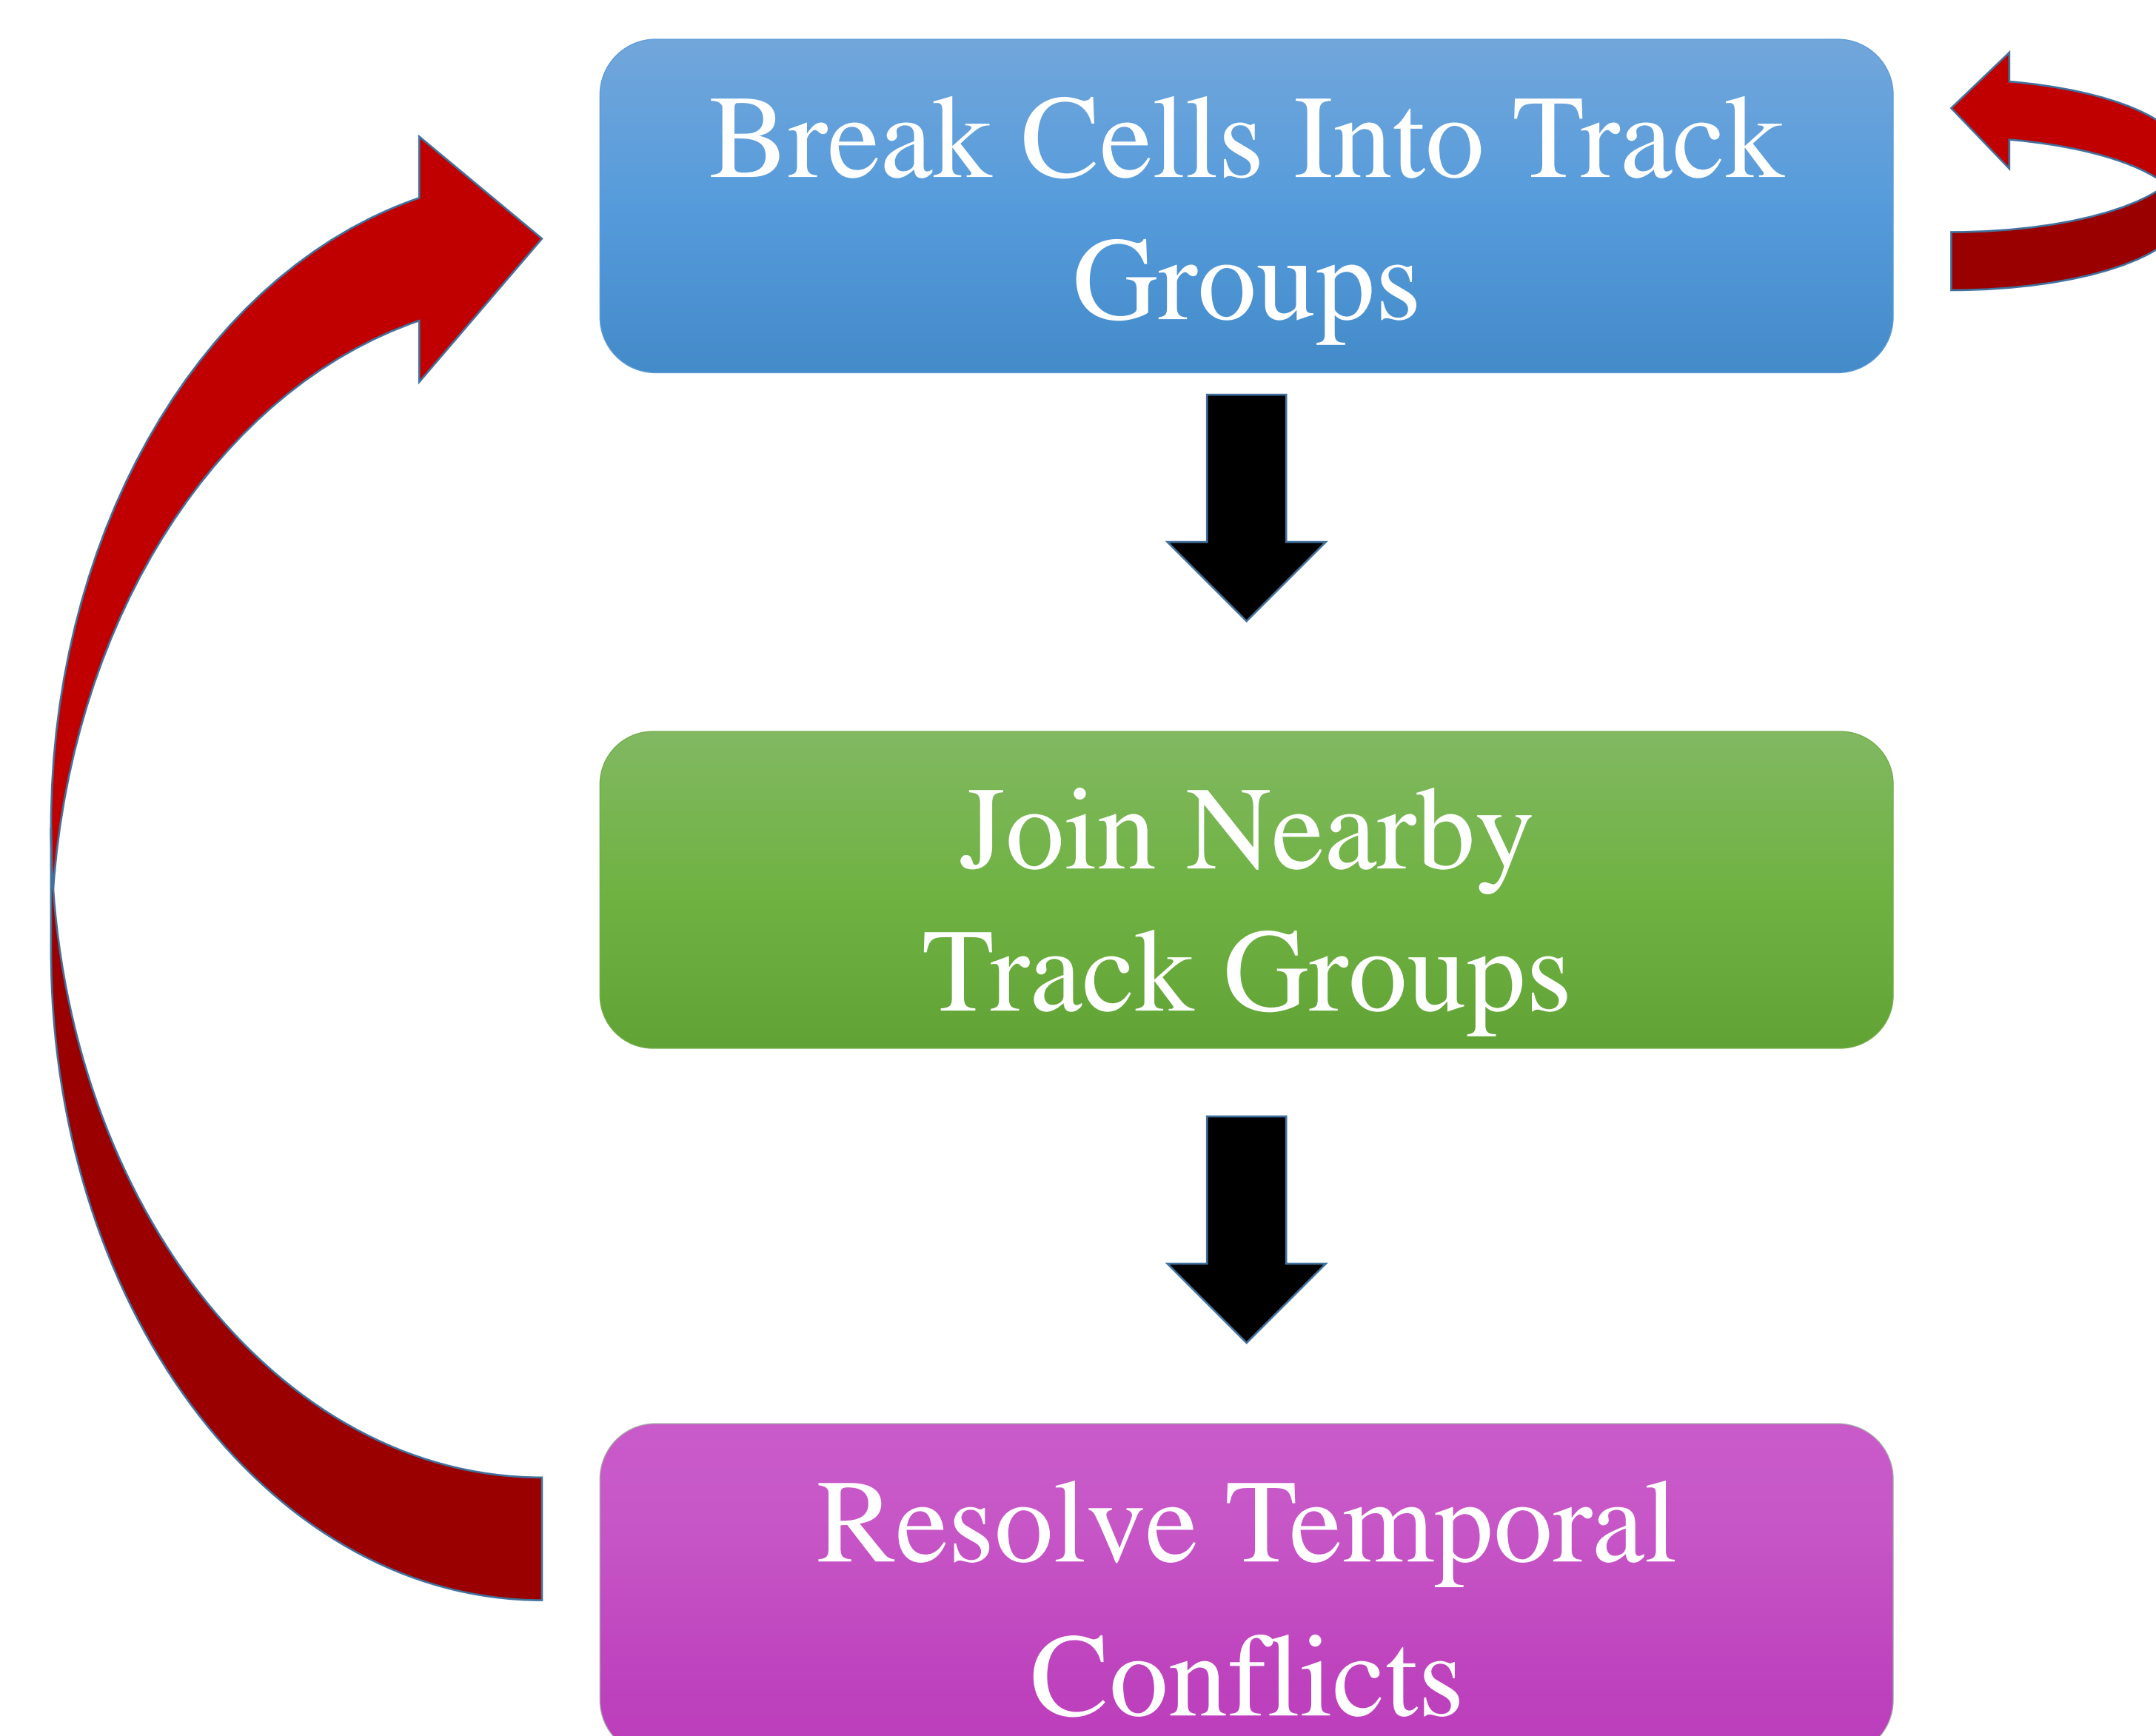 Break Cells Into Track
Groups
Join Nearby
Track Groups
Resolve Temporal
Conflicts